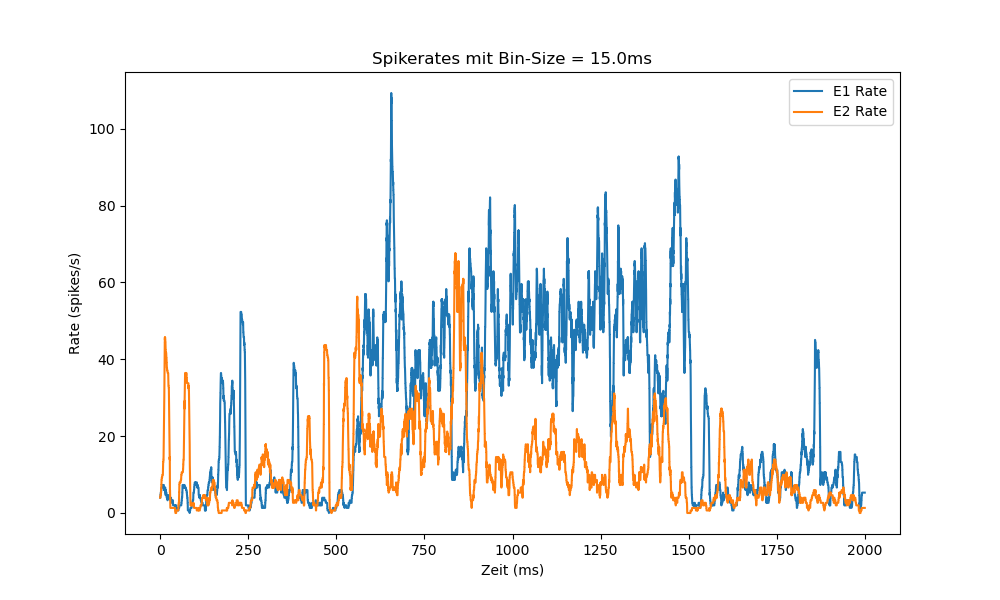 Spikerates mit Bin-Size = 15.0ms
E1 Rate
E2 Rate
Rate (spikes/s)
100
80
60
40
20
0
0 250 500 750 1000 1250 1500 1750 2000
Zeit (ms)